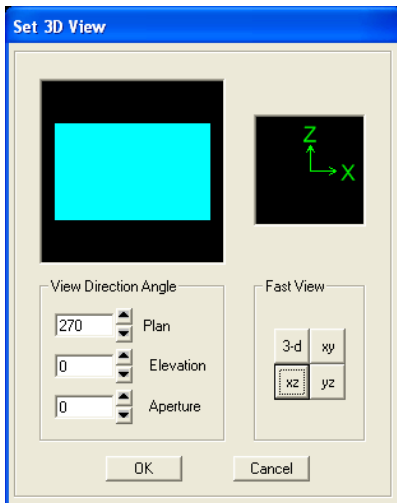 Set 3D View
Z
X
View Direction Angle
270 Plan
0 Elevation
0 Aperture
Fast View
3-d xy
xz yz
OK Cancel